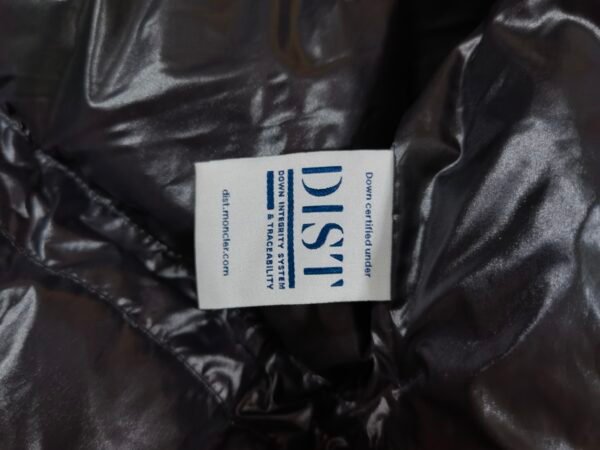 Down certified under
DIST
DOWN INTEGRITY SYSTEM
& TRACEABILITY
dist.moncler.com